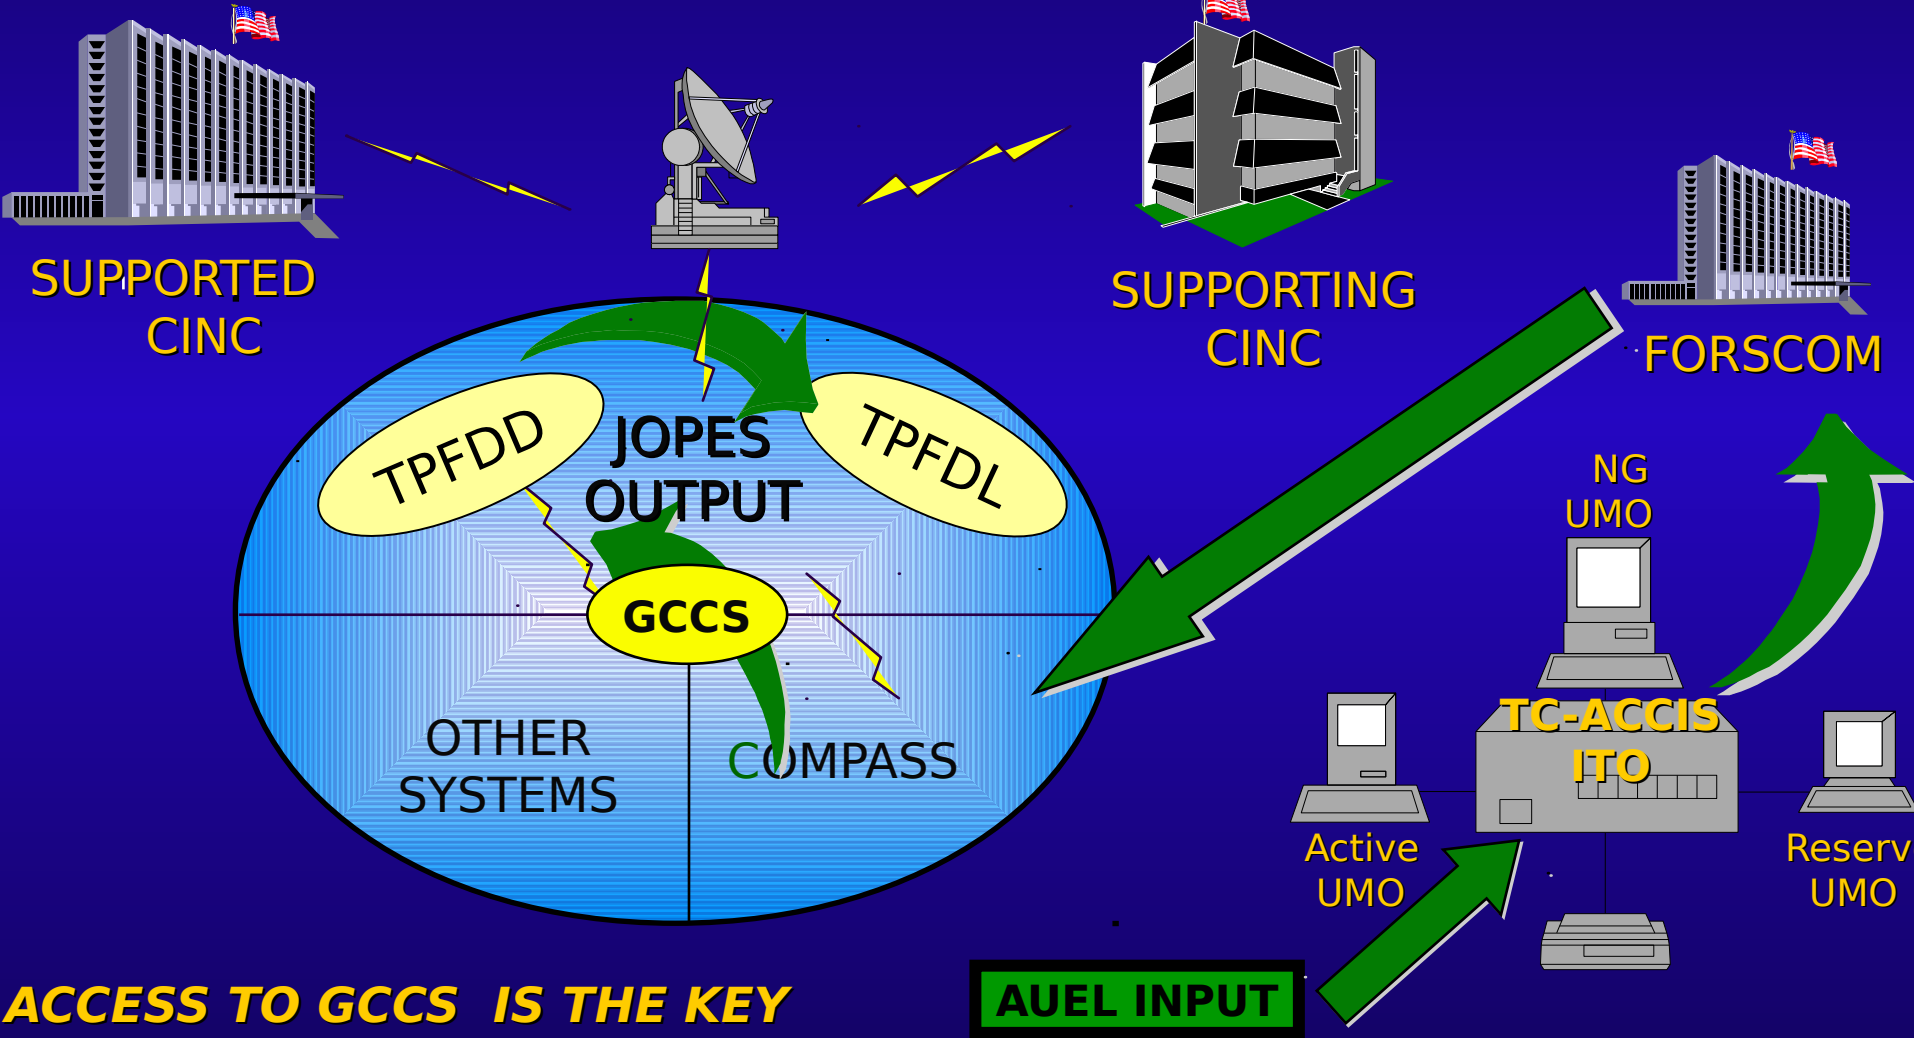 SUPPORTED
CINC
SUPPORTING
CINC
FORSCOM
TPFDD
JOPES
OUTPUT
TPFDL
NG
UMO
GCCS
OTHER
SYSTEMS
COMPASS
TC-ACCIS
ITO
Active
UMO
Reserv
UMO
ACCESS TO GCCS IS THE KEY
AUEL INPUT